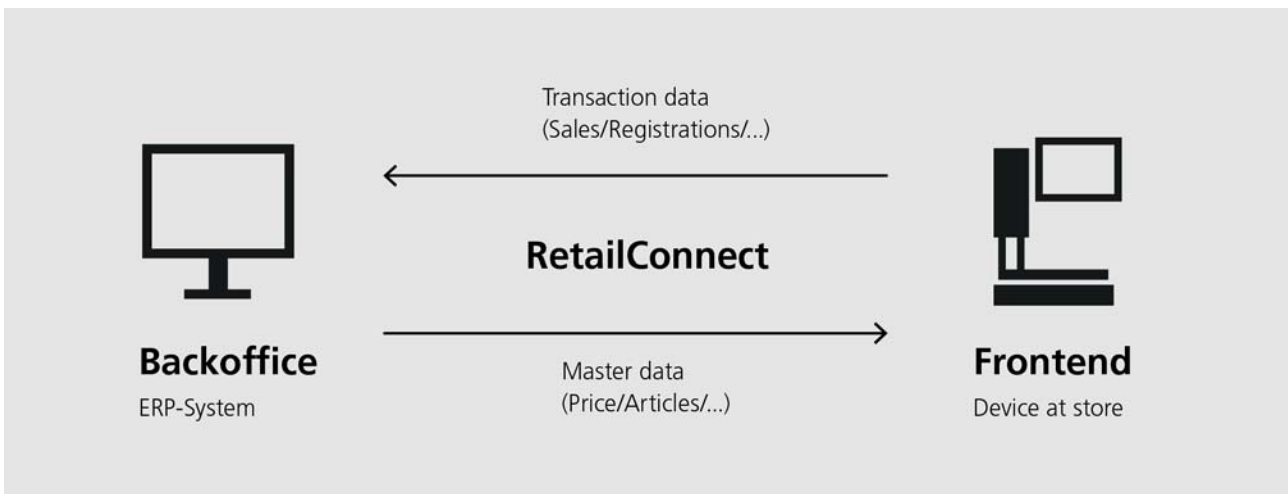 Transaction data
(Sales/Registrations/...)
RetailConnect
Backoffice
ERP-System
Master data
(Price/Articles/...)
Frontend
Device at store